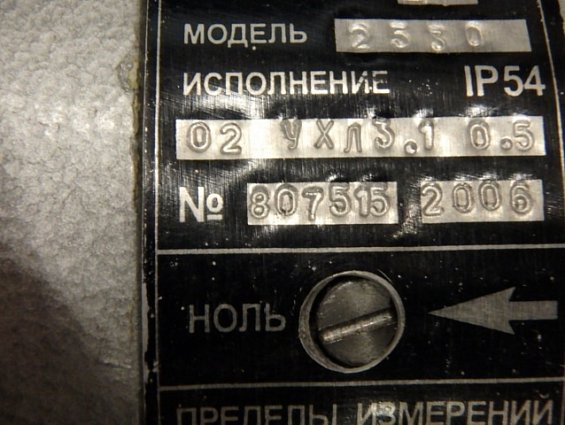 МОДЕЛЬ 2530
ИСПОЛНЕНИЕ IP54
02 УХЛ3.1 0.5
№ 807515 2006
НОЛЬ
ПРЕДЕЛЫ ИЗМЕРЕНИЙ